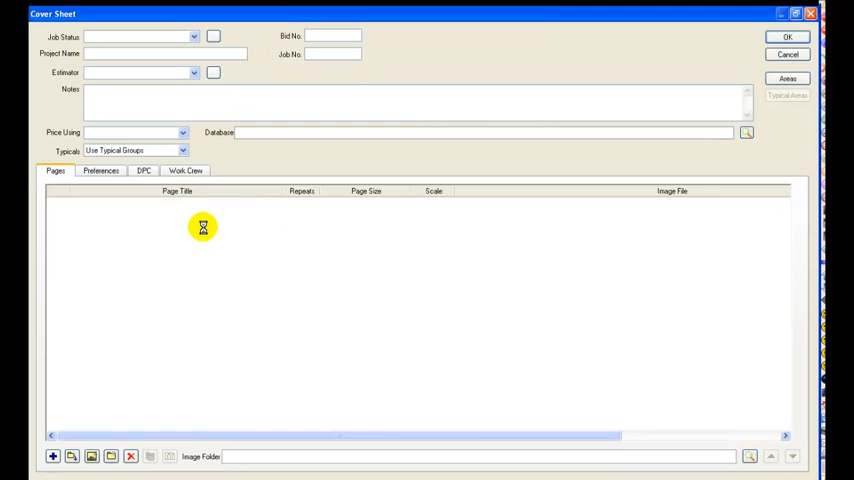 Cover Sheet
Job Status
Bid No.
OK
Project Name
Job No.
Cancel
Estimator
Areas
Notes
Typical Areas
Price Using
Database
Typicals
Use Typical Groups
Pages
Preferences
DPC
Work Crew
Page Title
Repeats
Page Size
Scale
Image File
Image Folder